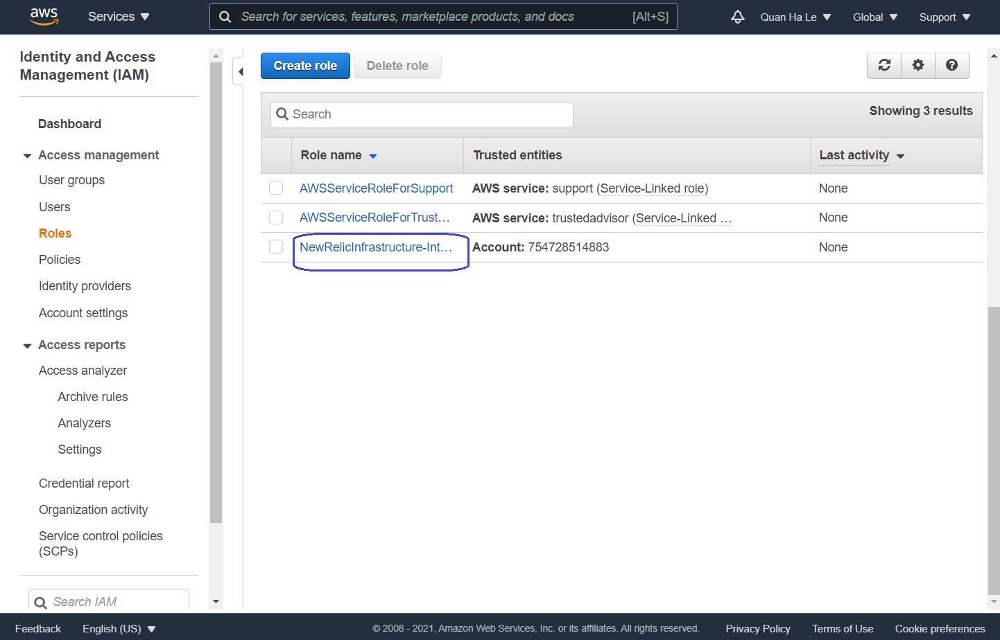 aws
Services
Search for services, features, marketplace products, and docs
[Alt+S]
Quan Ha Le
Global
Support
Identity and Access
Management (IAM)
Dashboard
Access management
User groups
Users
Roles
Policies
Identity providers
Account settings
Access reports
Access analyzer
Archive rules
Analyzers
Settings
Credential report
Organization activity
Service control policies
(SCPs)
Search IAM
Create role
Delete role
Search
Showing 3 results
Role name
Trusted entities
Last activity
AWSServiceRoleForSupport
AWS service: support (Service-Linked role)
None
AWSServiceRoleForTrust…
AWS service: trustedadvisor (Service-Linked …
None
NewRelicInfrastructure-Int…
Account: 754728514883
None
Feedback
English (US)
© 2008 - 2021, Amazon Web Services, Inc. or its affiliates. All rights reserved.
Privacy Policy
Terms of Use
Cookie preferences